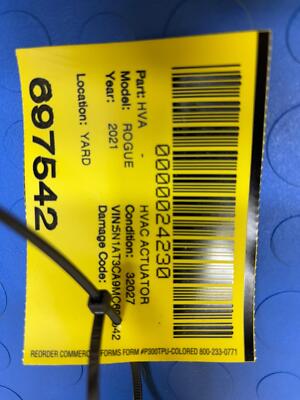 0000024230
Part: HVA - HVAC ACTUATOR
Model: ROGUE Condition: 32027
Year: 2021
Damage Code:
Location: YARD
697542
REORDER COMMERCIAL FORMS FORM #P300TPU-COLORED 800-233-0771